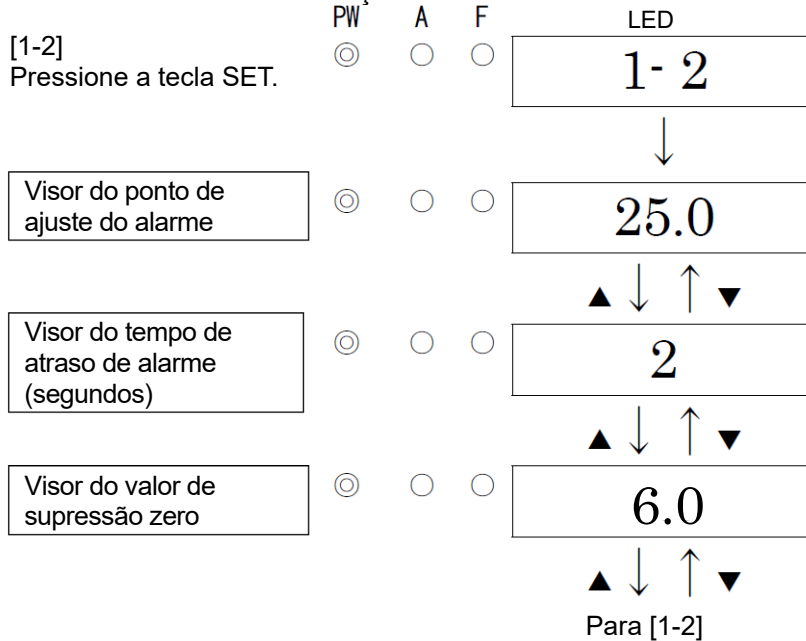 PW A F LED
[1-2]
Pressione a tecla SET.
1- 2
Visor do ponto de
ajuste do alarme
25.0
▲ ↓ ↑ ▼
Visor do tempo de
atraso de alarme
(segundos)
2
▲ ↓ ↑ ▼
Visor do valor de
supressão zero
6.0
▲ ↓ ↑ ▼
Para [1-2]